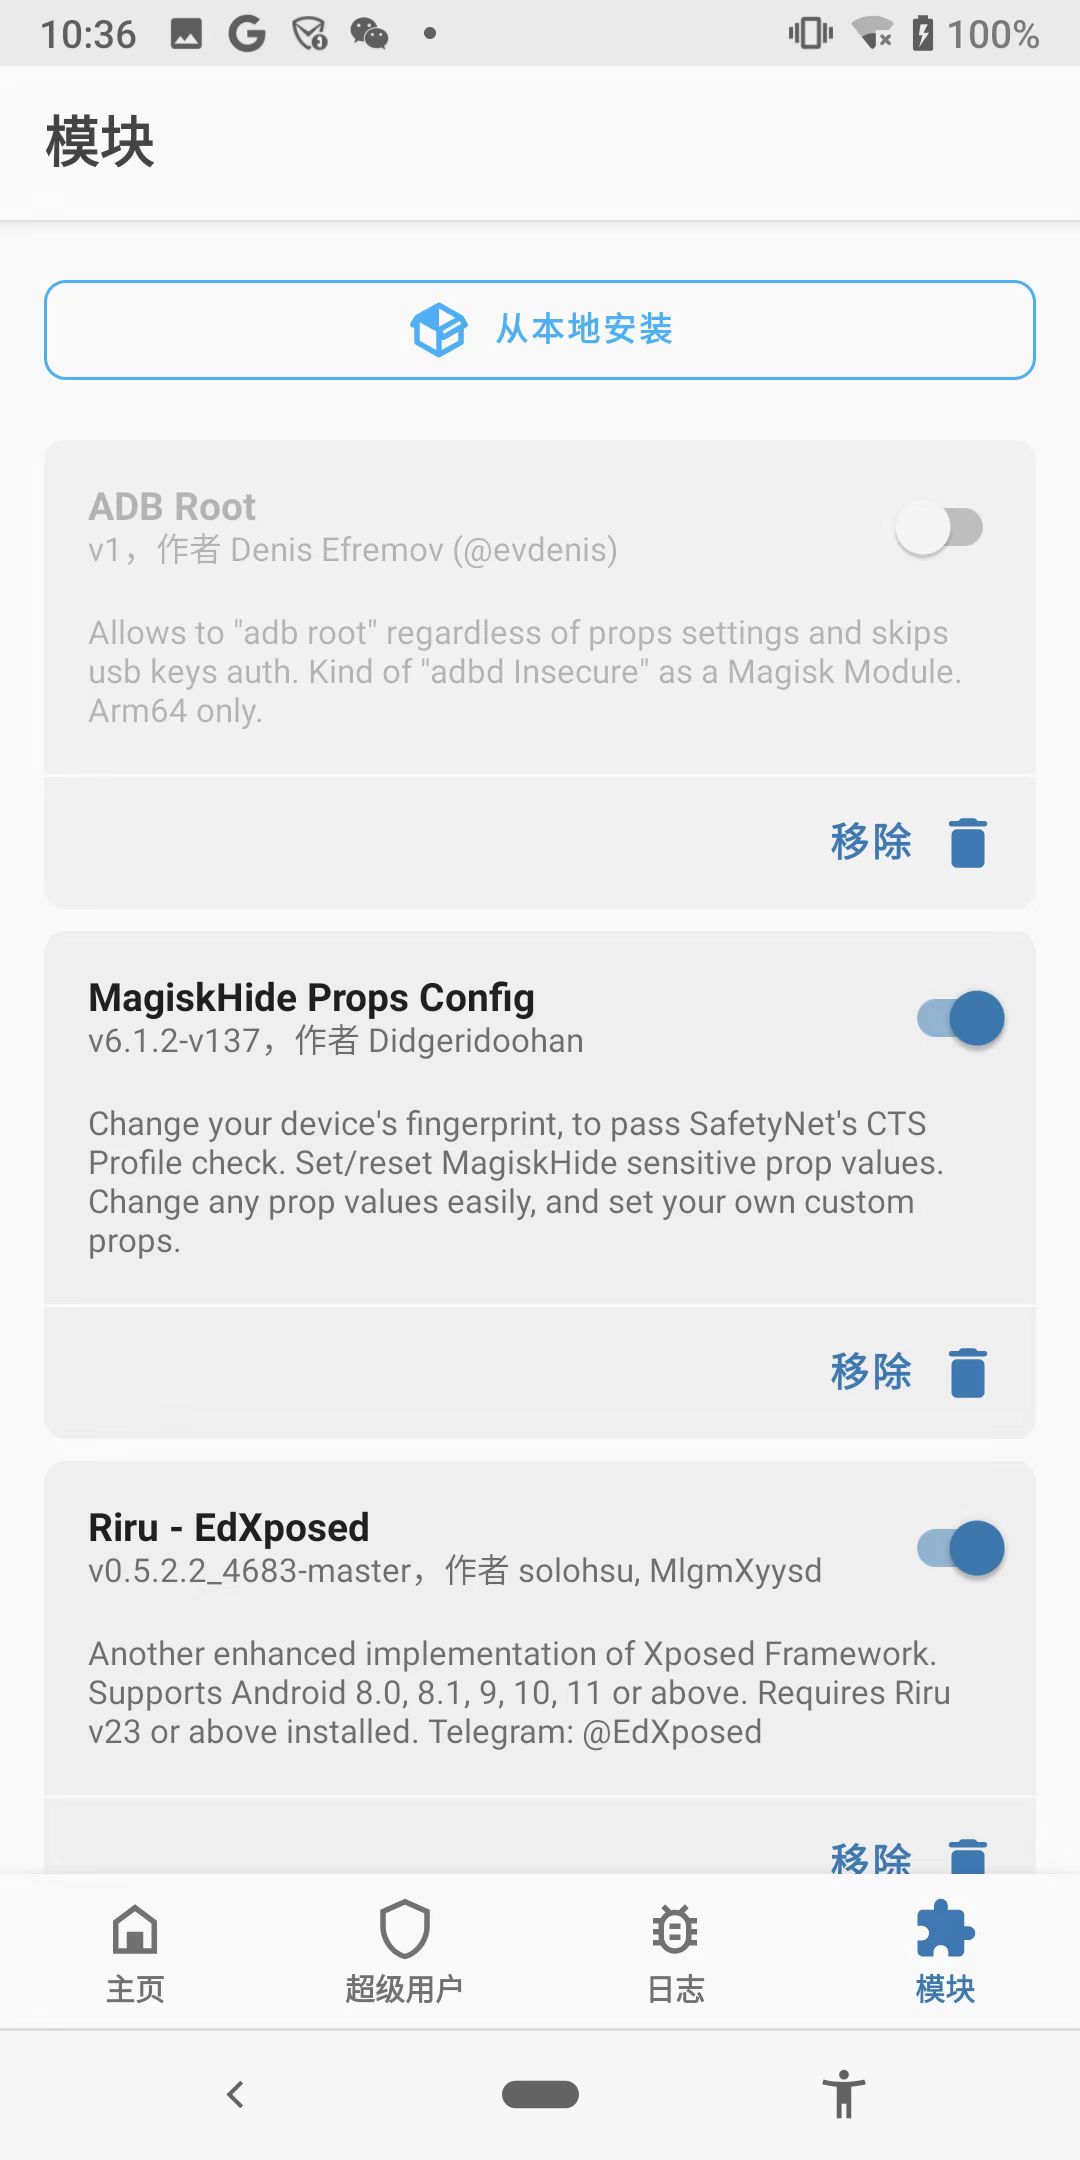 10:36
100%
模块
从本地安装
ADB Root
v1，作者 Denis Efremov (@evdenis)
Allows to "adb root" regardless of props settings and skips
usb keys auth. Kind of "adbd Insecure" as a Magisk Module.
Arm64 only.
移除
MagiskHide Props Config
v6.1.2-v137，作者 Didgeridoohan
Change your device's fingerprint, to pass SafetyNet's CTS
Profile check. Set/reset MagiskHide sensitive prop values.
Change any prop values easily, and set your own custom
props.
移除
Riru - EdXposed
v0.5.2.2_4683-master，作者 solohsu, MlgmXyysd
Another enhanced implementation of Xposed Framework.
Supports Android 8.0, 8.1, 9, 10, 11 or above. Requires Riru
v23 or above installed. Telegram: @EdXposed
移除
主页
超级用户
日志
模块